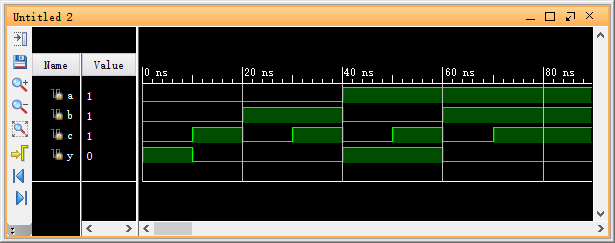 Untitled 2
Name Value
0 ns 20 ns 40 ns 60 ns 80 ns
a 1
b 1
c 1
y 0